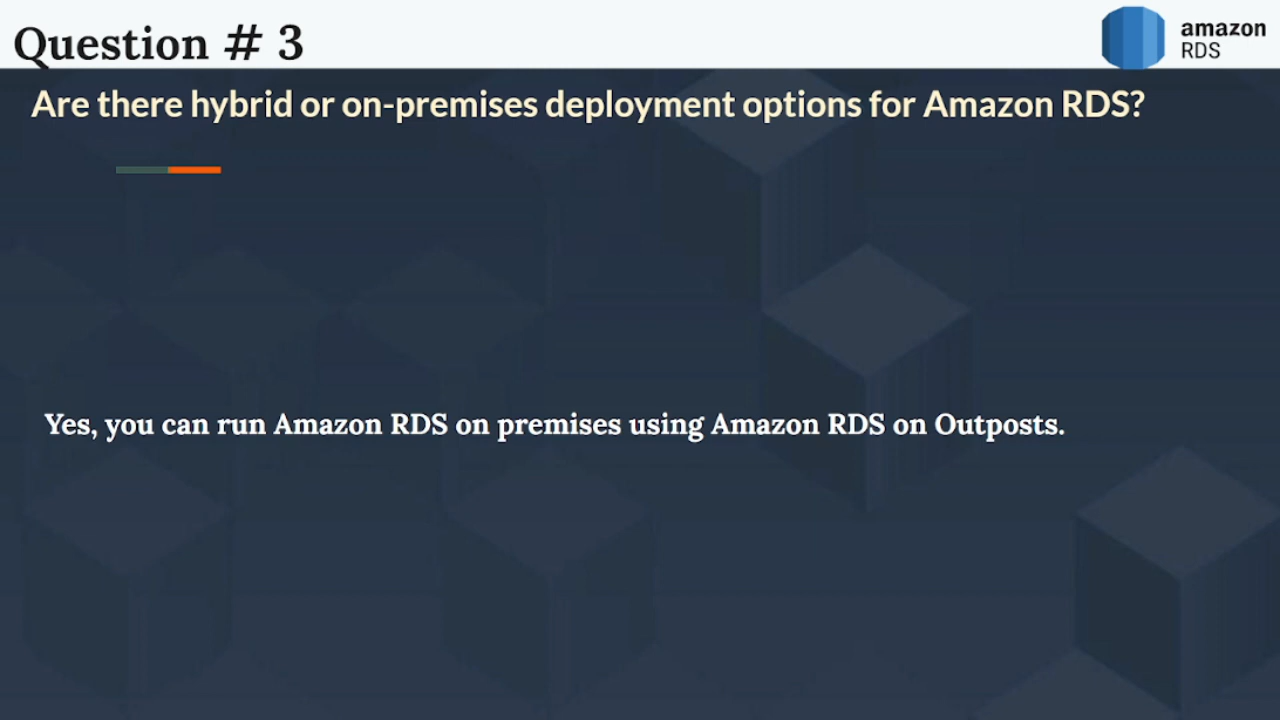 Question # 3
amazon
RDS
Are there hybrid or on-premises deployment options for Amazon RDS?
Yes, you can run Amazon RDS on premises using Amazon RDS on Outposts.